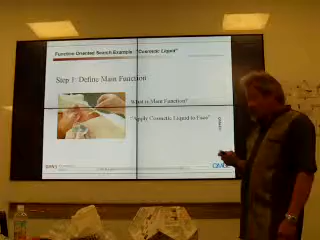 Function Oriented Search Example: "Cosmetic Liquid"
Step 1: Define Main Function
What is Main Function?
"Apply Cosmetic Liquid to Face"